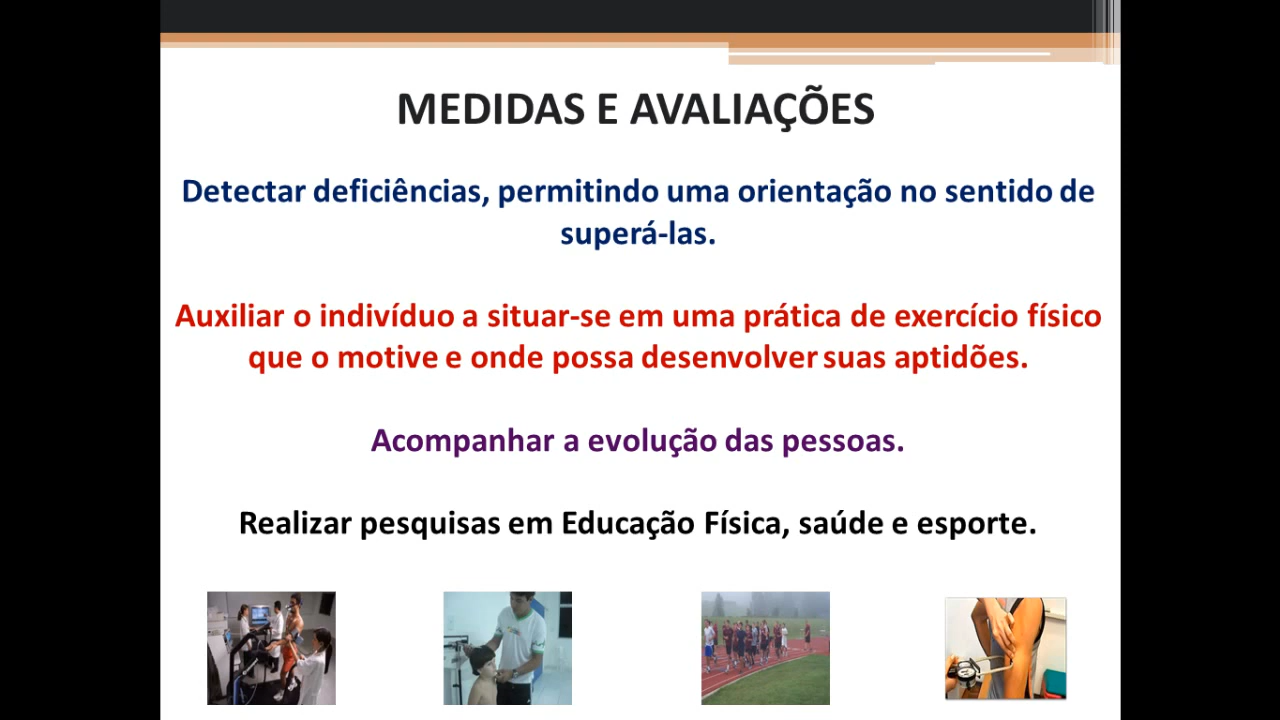 MEDIDAS E AVALIAÇÕES
Detectar deficiências, permitindo uma orientação no sentido de
superá-las.
Auxiliar o indivíduo a situar-se em uma prática de exercício físico
que o motive e onde possa desenvolver suas aptidões.
Acompanhar a evolução das pessoas.
Realizar pesquisas em Educação Física, saúde e esporte.